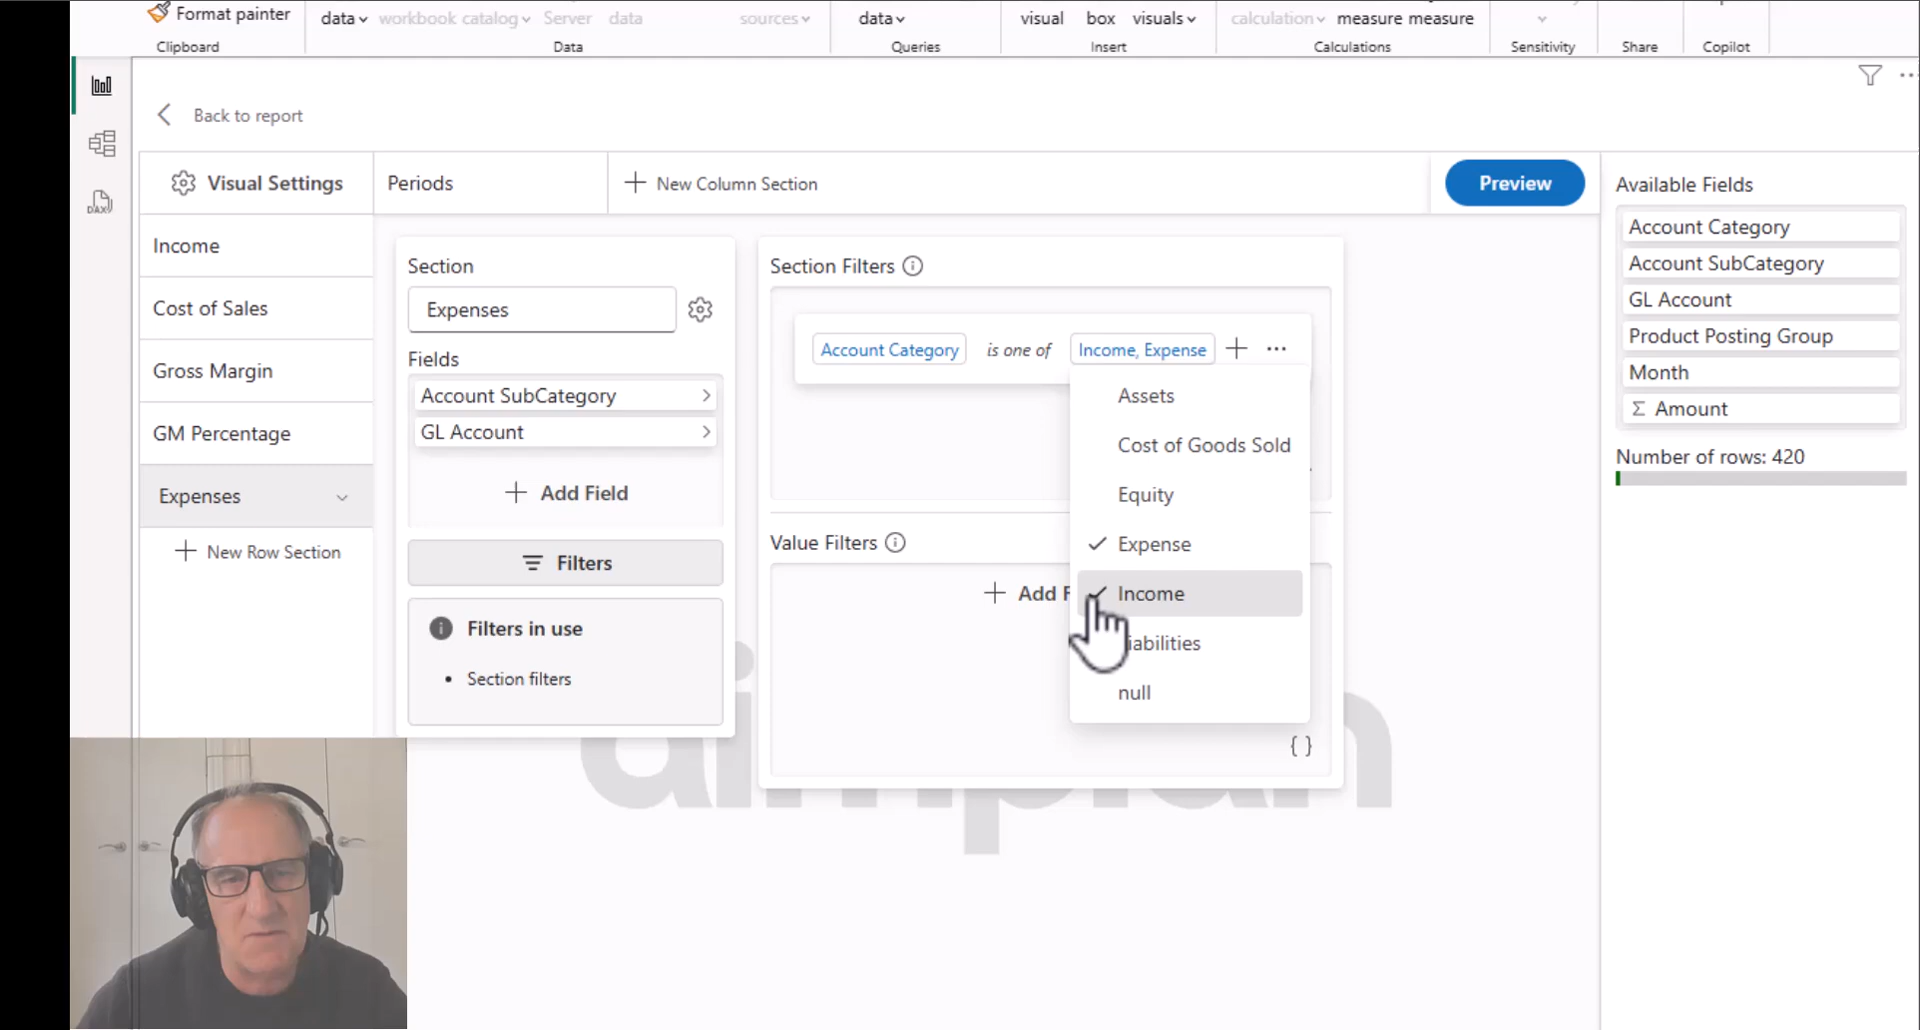 Format painter
data
workbook catalog
Server
data
sources
data
visual
box
visuals
calculation
measure measure
Clipboard
Data
Queries
Insert
Calculations
Sensitivity
Share
Copilot
Back to report
Visual Settings
Periods
New Column Section
Preview
Available Fields
Income
Cost of Sales
Gross Margin
GM Percentage
Expenses
New Row Section
Section
Expenses
Fields
Account SubCategory
GL Account
Add Field
Filters
Filters in use
• Section filters
Section Filters
Account Category is one of Income, Expense
Assets
Cost of Goods Sold
Equity
Expense
Income
null
Value Filters
Add
{ }
Account Category
Account SubCategory
GL Account
Product Posting Group
Month
Σ Amount
Number of rows: 420
DAX
aimplan